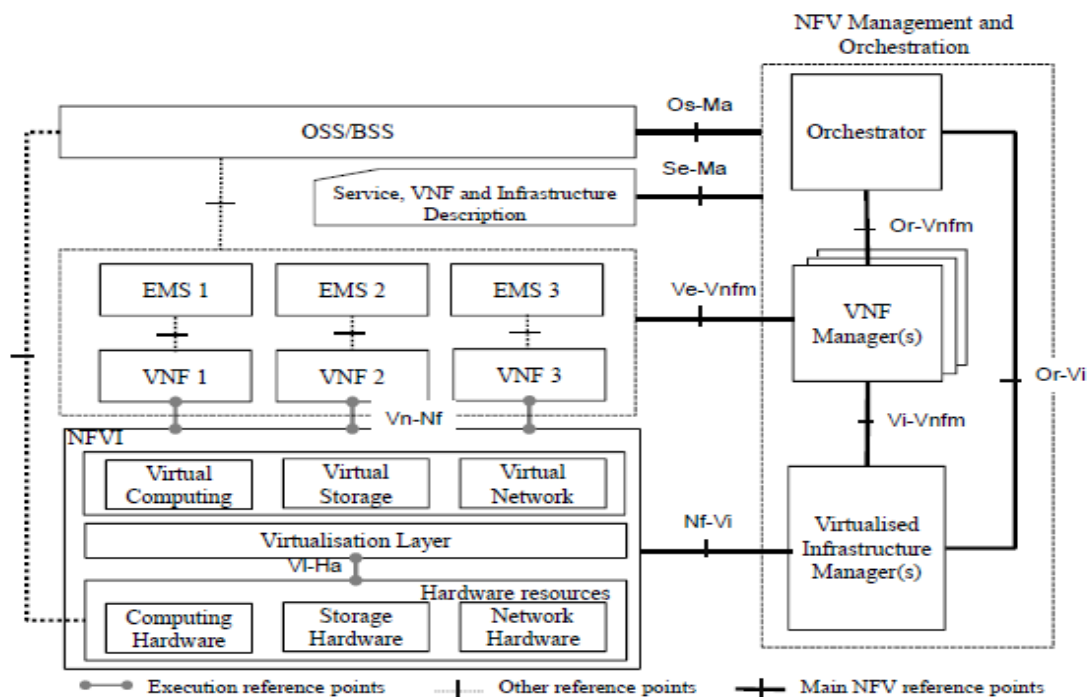 NFV Management and
Orchestration
Os-Ma
OSS/BSS
Orchestrator
Se-Ma
Service, VNF and Infrastructure
Description
Or-Vnfm
EMS 1
EMS 2
EMS 3
Ve-Vnfm
VNF
Manager(s)
VNF 1
VNF 2
VNF 3
Or-Vi
Vn-Nf
Vi-Vnfm
NFVI
Virtual
Computing
Virtual
Storage
Virtual
Network
Nf-Vi
Virtualised
Infrastructure
Manager(s)
Virtualisation Layer
Vl-Ha
Hardware resources
Computing
Hardware
Storage
Hardware
Network
Hardware
Execution reference points
Other reference points
Main NFV reference points